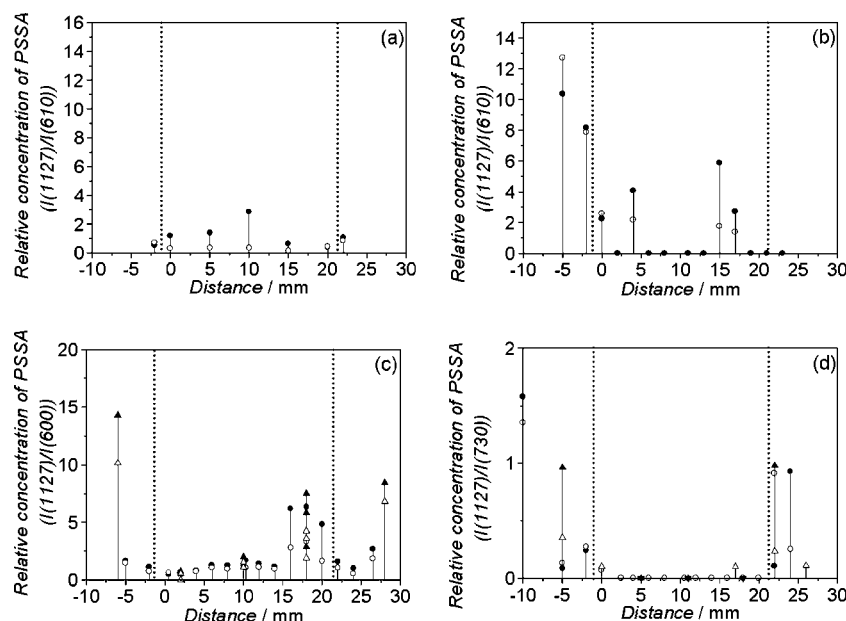 (a)
Relative concentration of PSSA
(I(1127)/I(610))
16
14
12
10
8
6
4
2
0
-10 -5 0 5 10 15 20 25 30
Distance / mm
(b)
Relative concentration of PSSA
(I(1127)/I(610))
16
14
12
10
8
6
4
2
0
-10 -5 0 5 10 15 20 25 30
Distance / mm
(c)
Relative concentration of PSSA
(I(1127)/I(600))
20
15
10
5
0
-10 -5 0 5 10 15 20 25 30
Distance / mm
(d)
Relative concentration of PSSA
(I(1127)/I(730))
2
1
0
-10 -5 0 5 10 15 20 25 30
Distance / mm